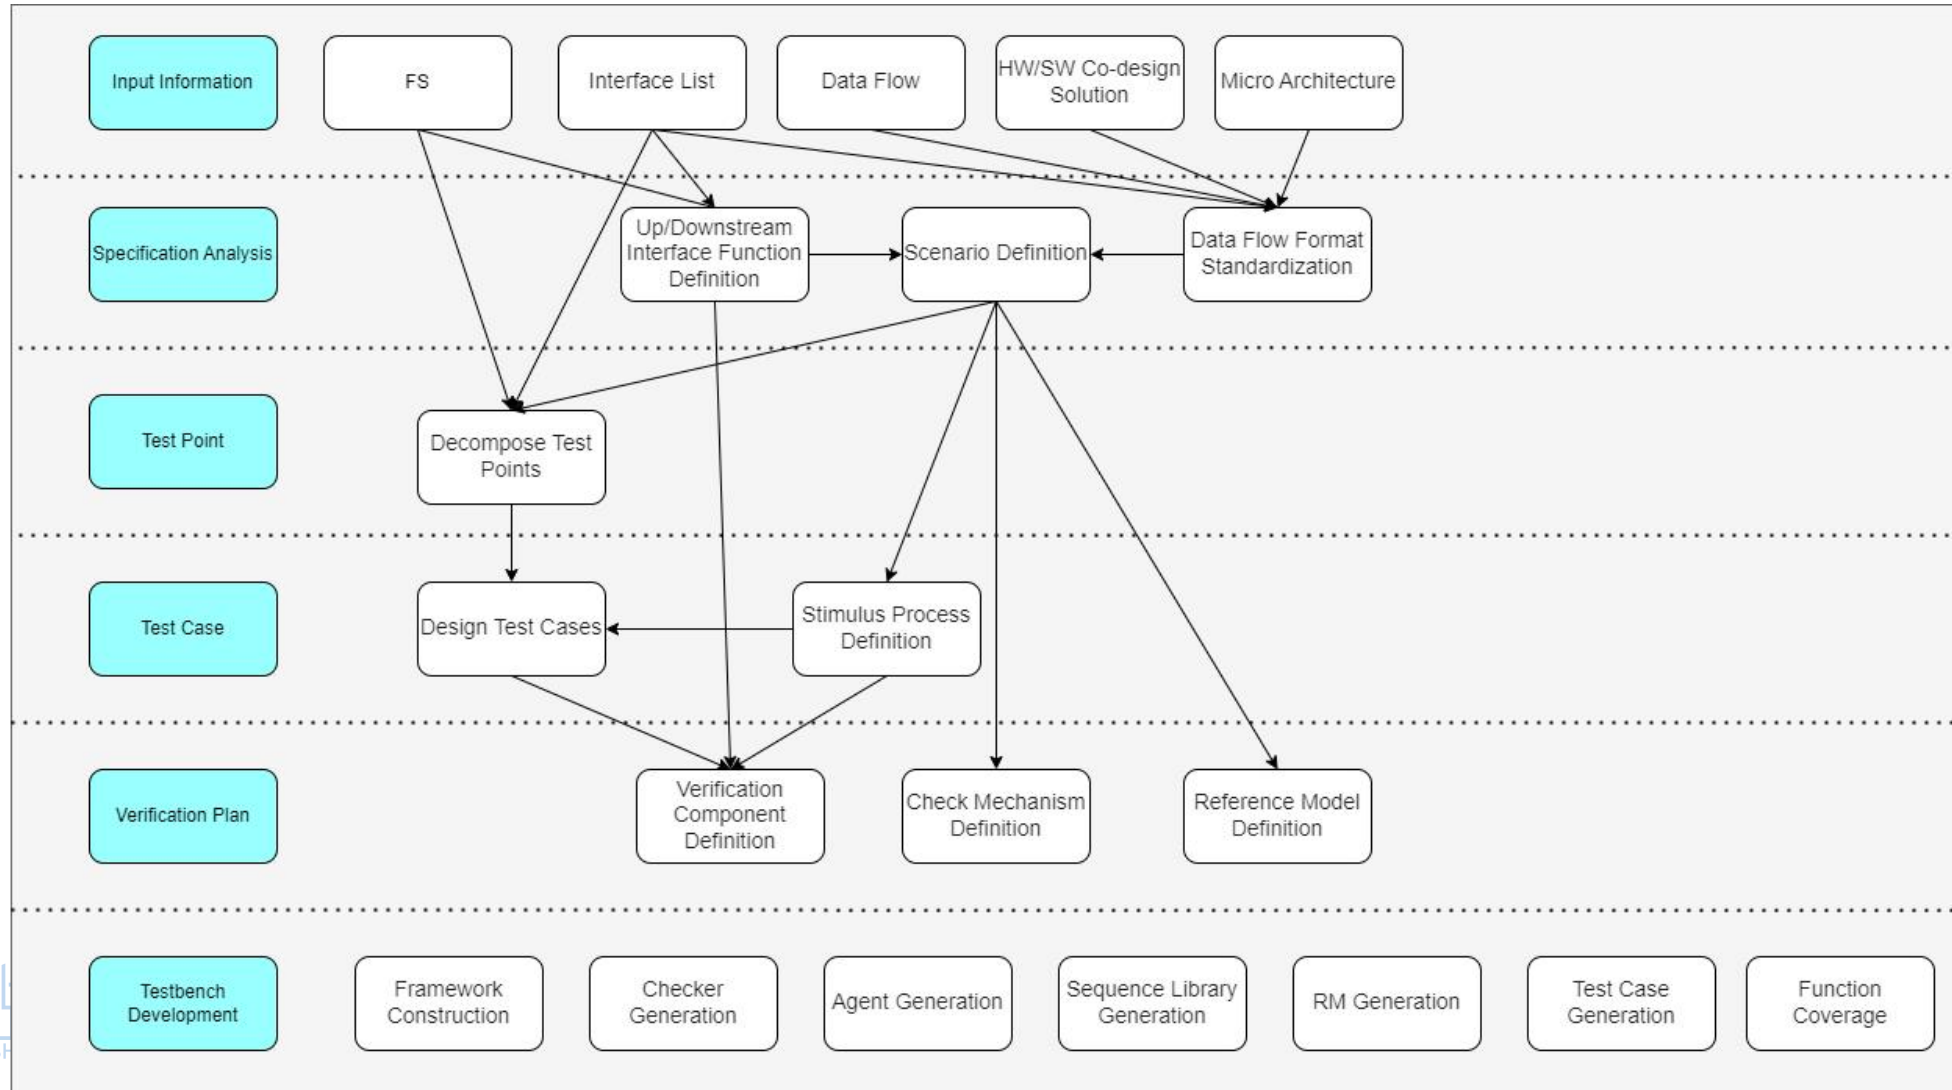 Input Information
FS
Interface List
Data Flow
HW/SW Co-design
Solution
Micro Architecture
Specification Analysis
Up/Downstream
Interface Function
Definition
Scenario Definition
Data Flow Format
Standardization
Test Point
Decompose Test
Points
Test Case
Design Test Cases
Stimulus Process
Definition
Verification Plan
Verification
Component
Definition
Check Mechanism
Definition
Reference Model
Definition
Testbench
Development
Framework
Construction
Checker
Generation
Agent Generation
Sequence Library
Generation
RM Generation
Test Case
Generation
Function
Coverage